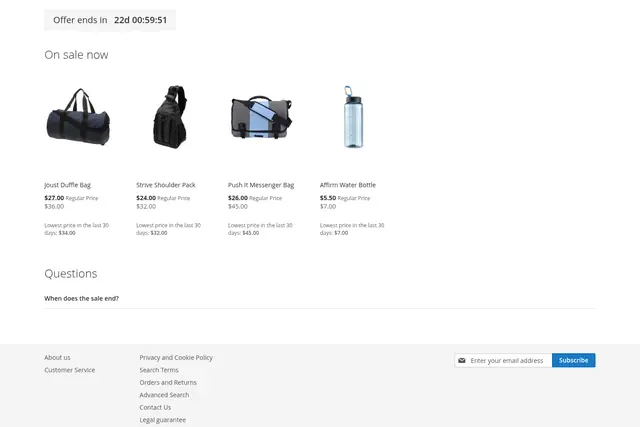 Offer ends in 22d 00:59:51
On sale now
Joust Duffle Bag
$27.00 Regular Price
$36.00
Lowest price in the last 30
days: $34.00
Strive Shoulder Pack
$24.00 Regular Price
$32.00
Lowest price in the last 30
days: $32.00
Push It Messenger Bag
$26.00 Regular Price
$45.00
Lowest price in the last 30
days: $45.00
Affirm Water Bottle
$5.50 Regular Price
$7.00
Lowest price in the last 30
days: $7.00
Questions
When does the sale end?
About us
Customer Service
Privacy and Cookie Policy
Search Terms
Orders and Returns
Advanced Search
Contact Us
Legal guarantee
Enter your email address
Subscribe